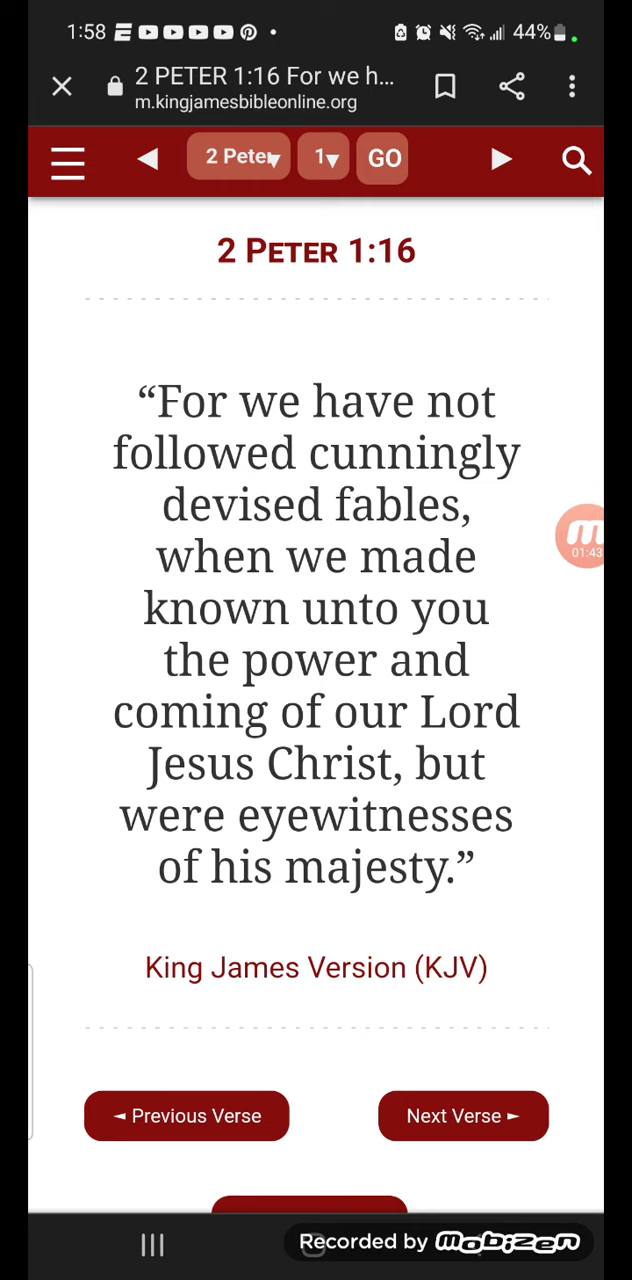 1:58 44%
2 PETER 1:16 For we h...
m.kingjamesbibleonline.org
2 Peter 1 GO
2 PETER 1:16
“For we have not
followed cunningly
devised fables,
when we made
known unto you
the power and
coming of our Lord
Jesus Christ, but
were eyewitnesses
of his majesty.”
01:43
King James Version (KJV)
◄ Previous Verse Next Verse ►
Recorded by mobizen